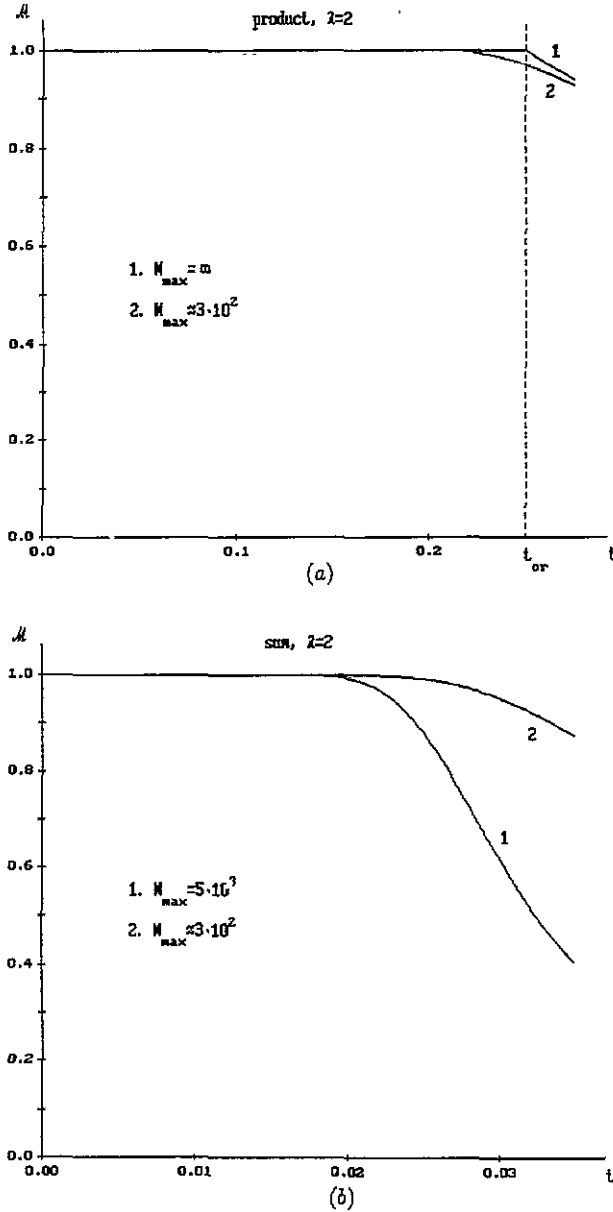 ℳ
product, λ=2
1.0
1
2
0.8
0.6
1. N_max=∞
2. N_max≈3·10^2
0.4
0.2
0.0
0.0 0.1 0.2 t_cr t
(a)
ℳ
sum, λ=2
1.0
2
0.8
1
0.6
1. N_max=5·10^3
2. N_max≈3·10^2
0.4
0.2
0.0
0.00 0.01 0.02 0.03 t
(b)